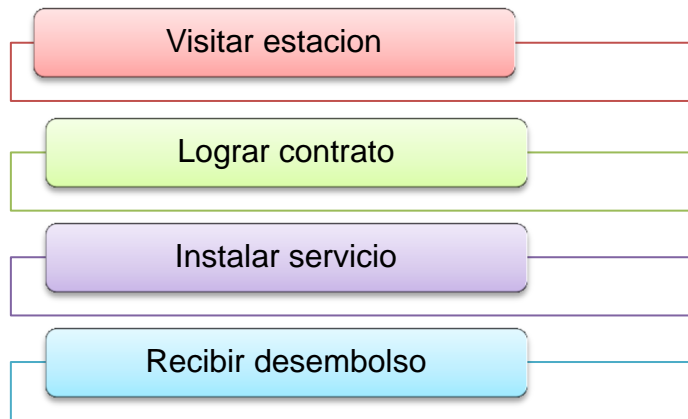 Visitar estacion
Lograr contrato
Instalar servicio
Recibir desembolso